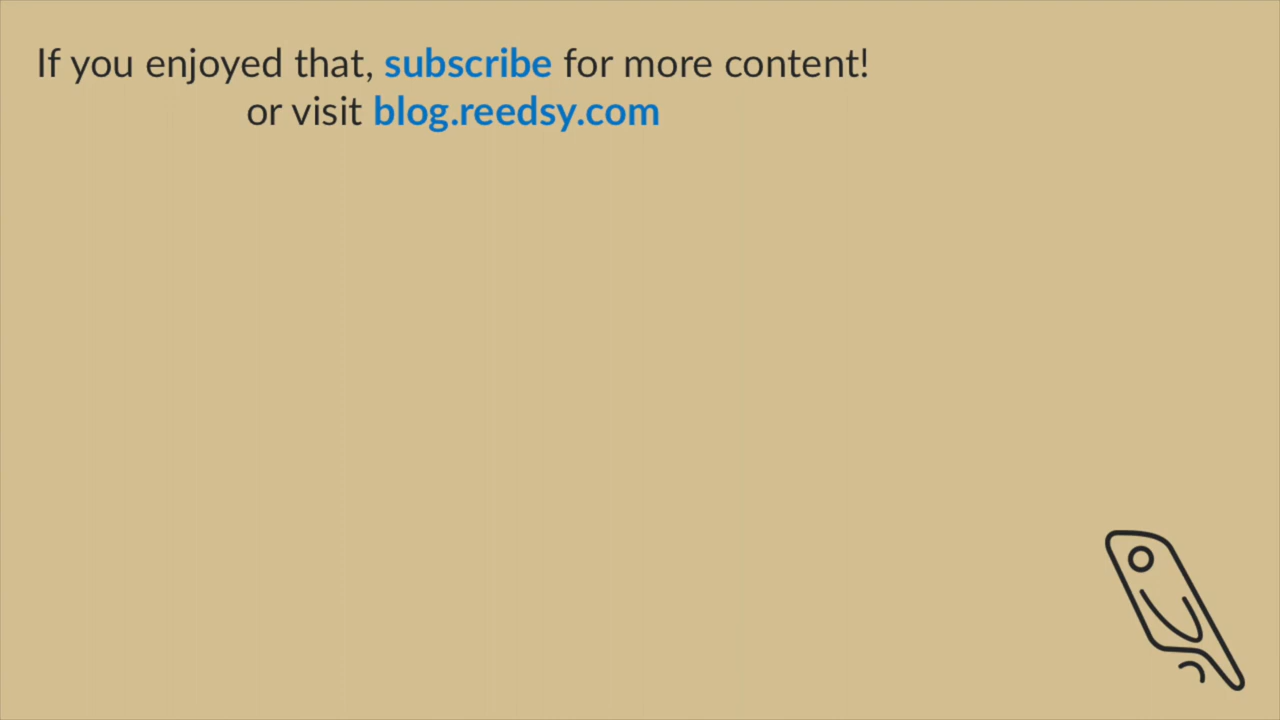 If you enjoyed that, subscribe for more content!
or visit blog.reedsy.com